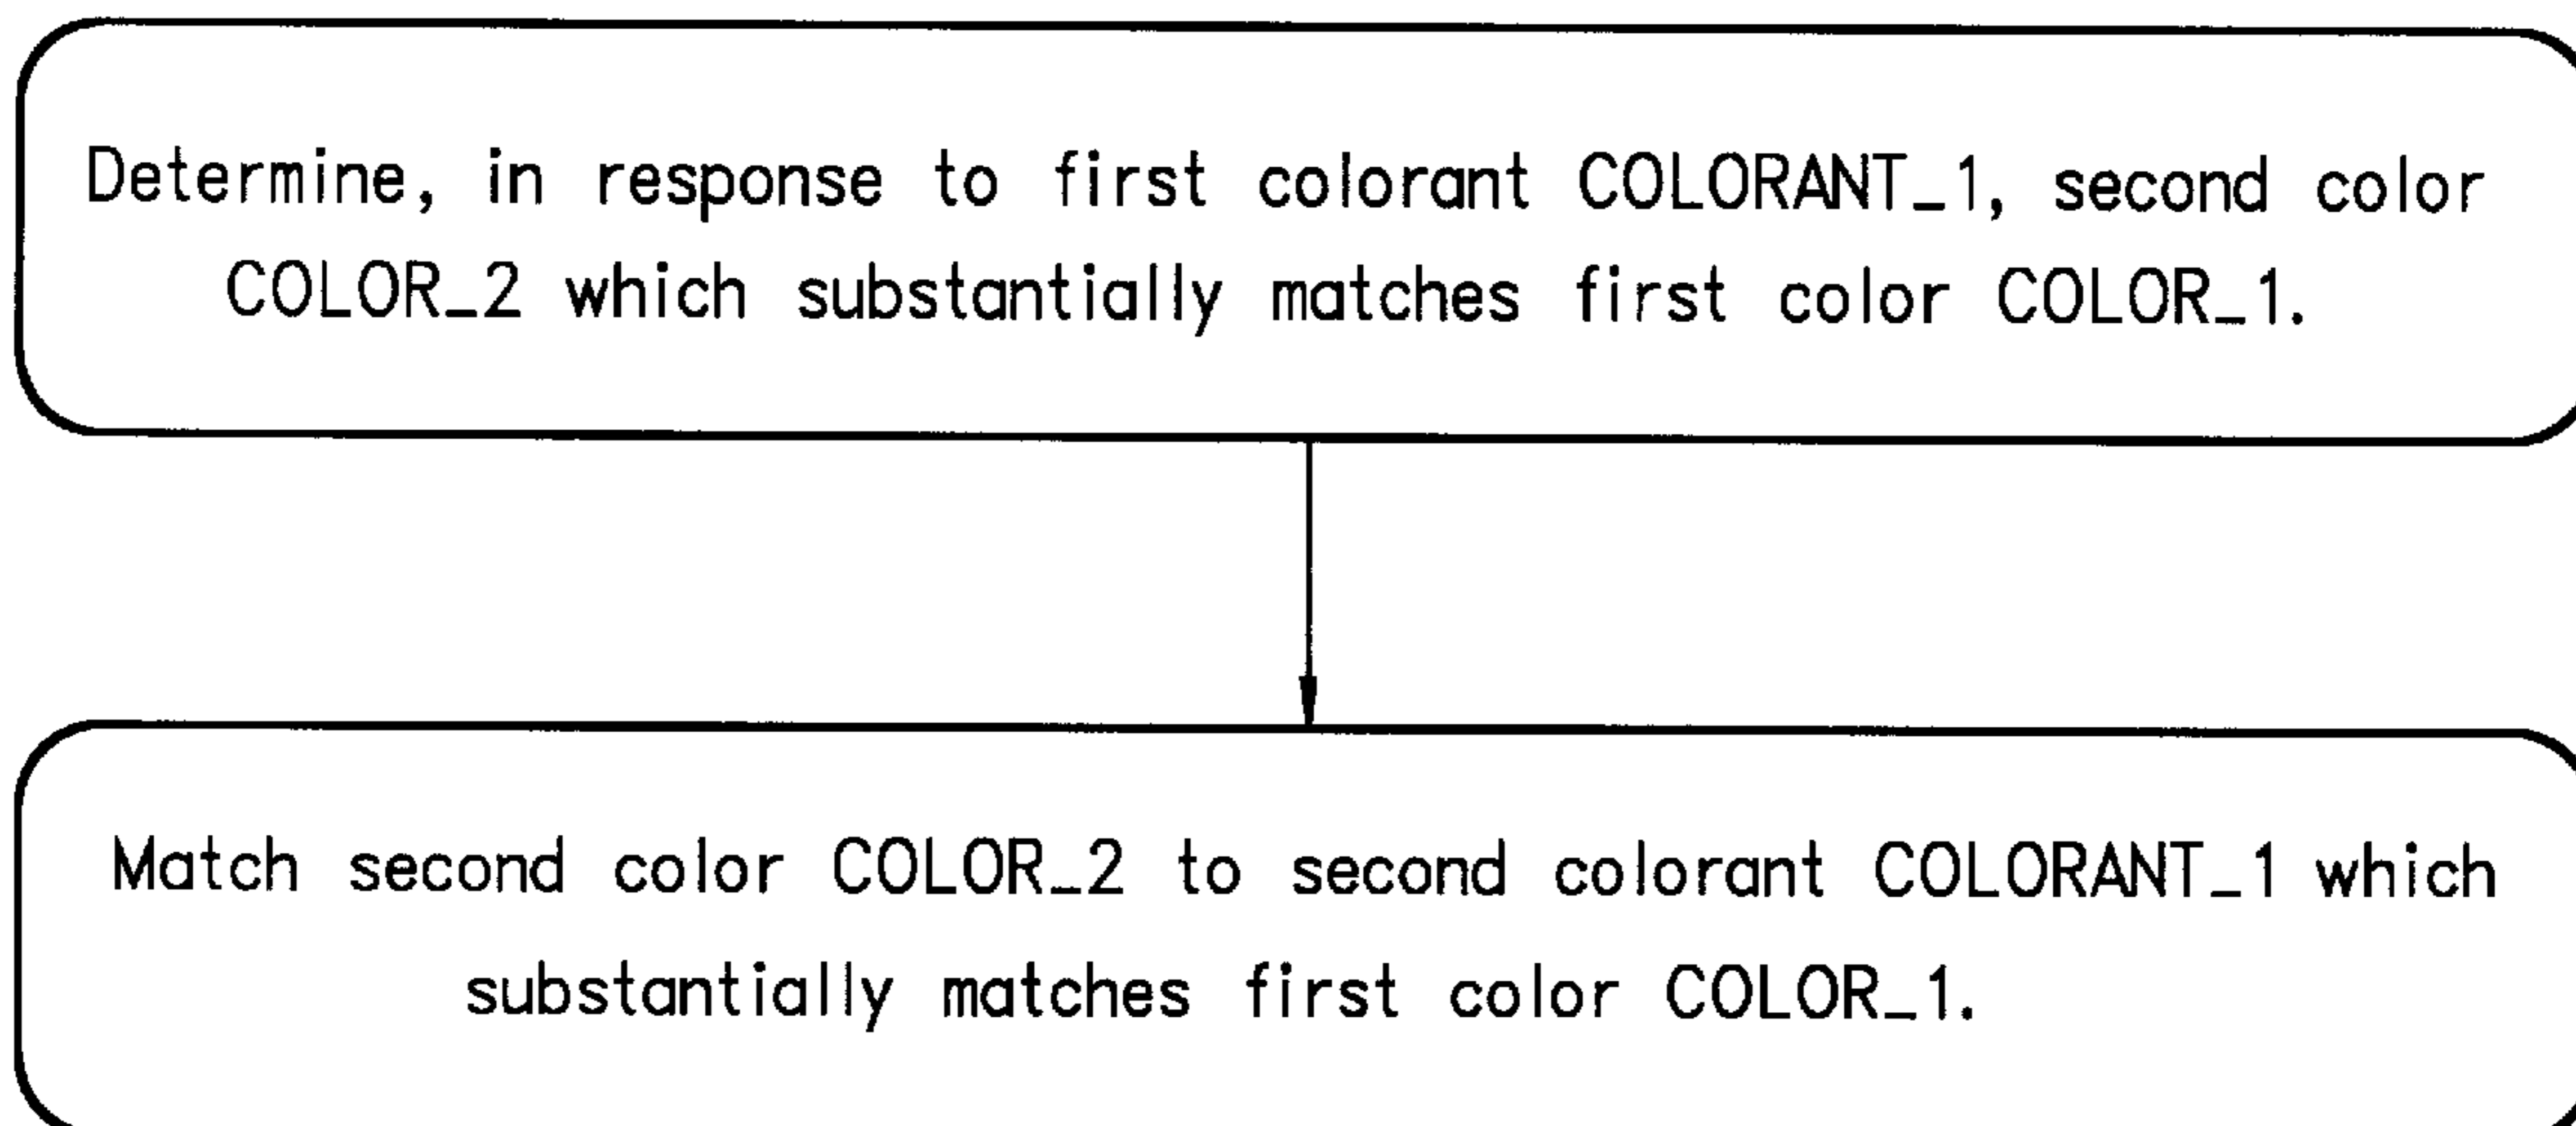 Determine, in response to first colorant COLORANT_1, second color
COLOR_2 which substantially matches first color COLOR_1.
Match second color COLOR_2 to second colorant COLORANT_1 which
substantially matches first color COLOR_1.